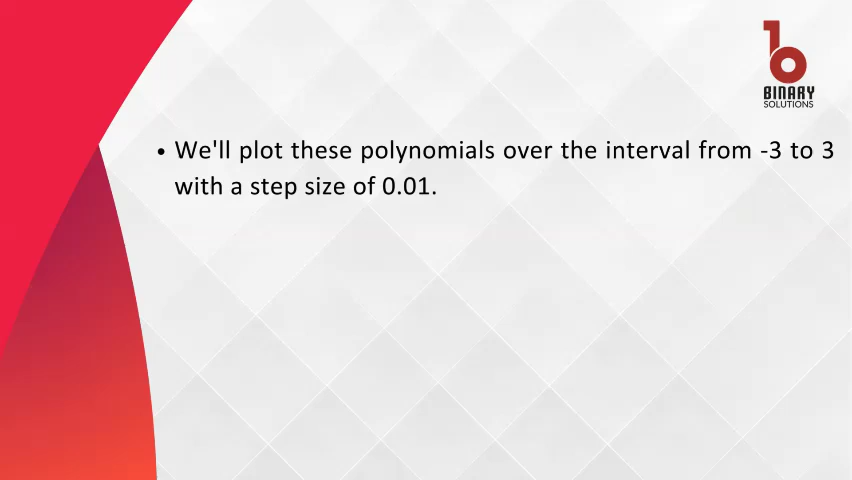 BINARY
SOLUTIONS
• We'll plot these polynomials over the interval from -3 to 3
with a step size of 0.01.